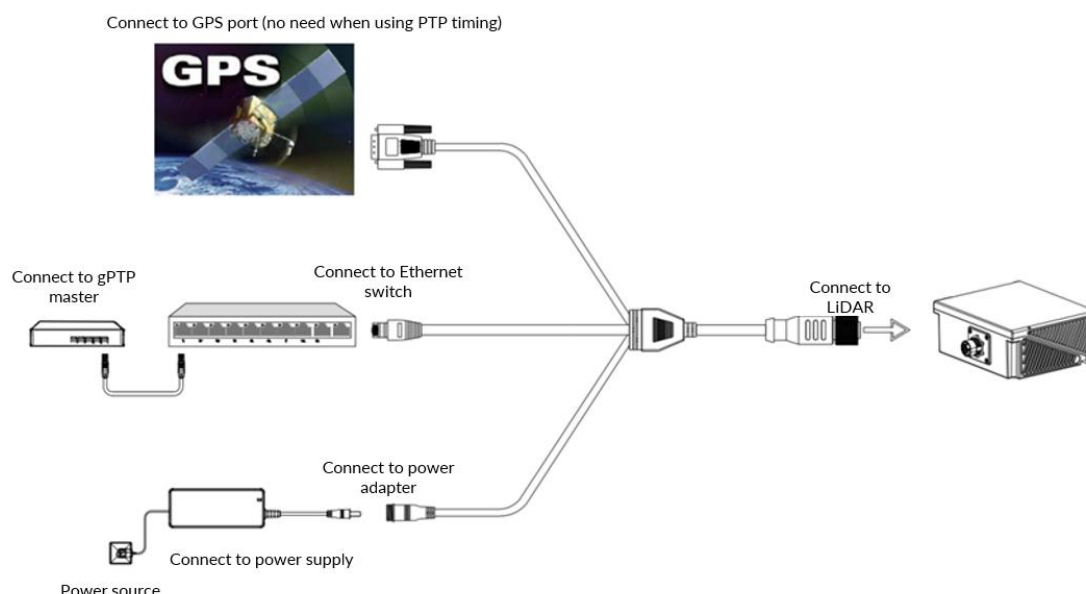 Connect to GPS port (no need when using PTP timing)
GPS
Connect to gPTP
master
Connect to Ethernet
switch
Connect to
LiDAR
Connect to power
adapter
Connect to power supply
Power source